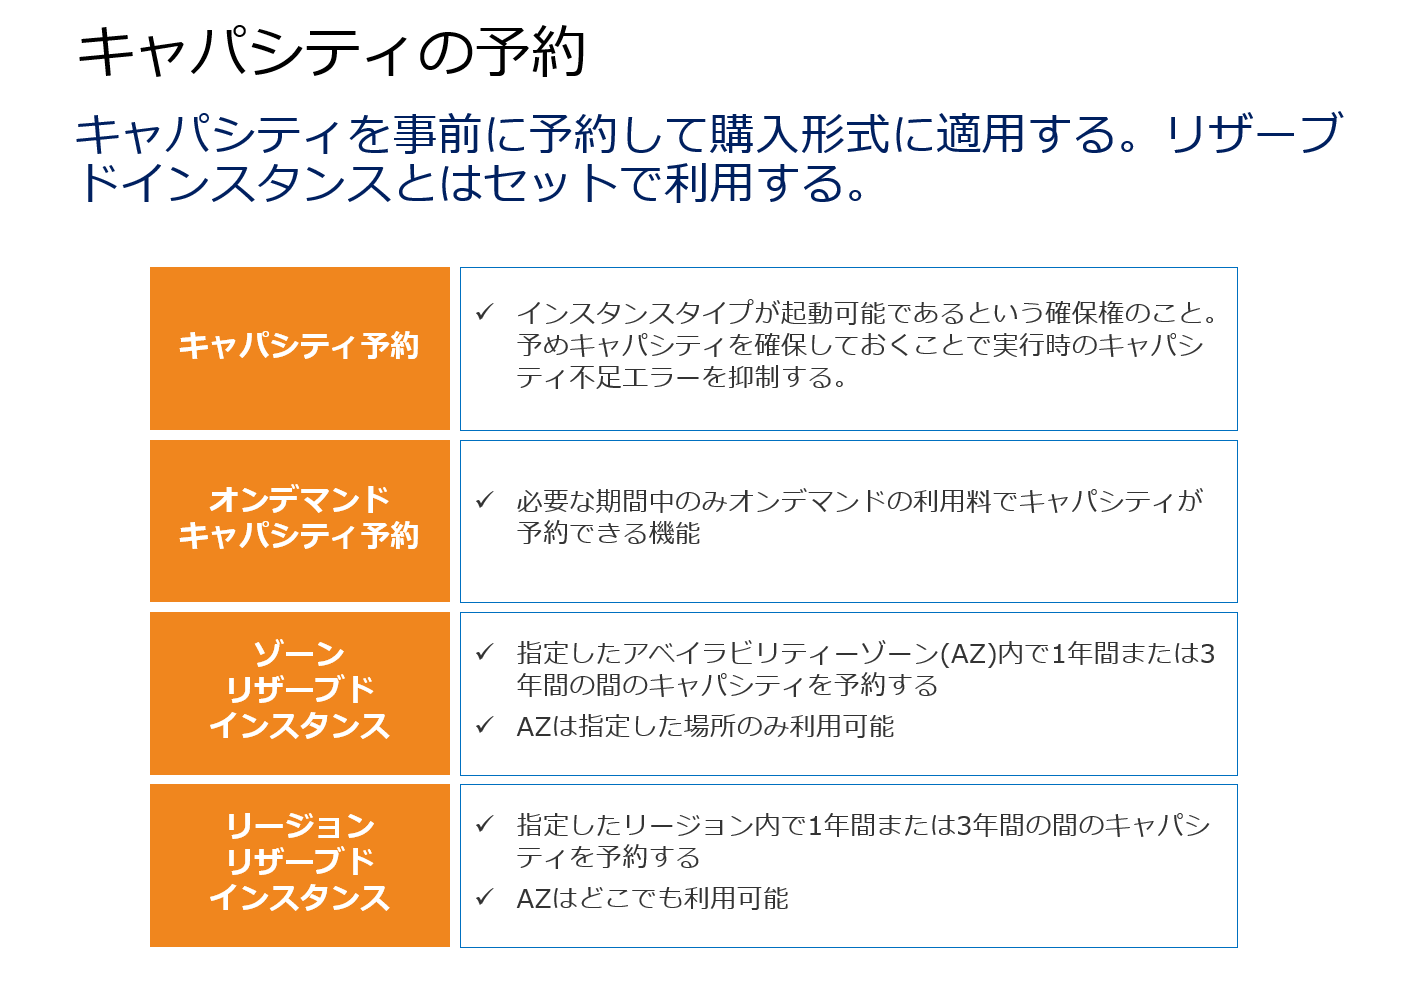 キャパシティの予約
キャパシティを事前に予約して購入形式に適用する。リザーブ
ドインスタンスとはセットで利用する。
キャパシティ予約
✓ インスタンスタイプが起動可能であるという確保権のこと。
予めキャパシティを確保しておくことで実行時のキャパシ
ティ不足エラーを抑制する。
オンデマンド
キャパシティ予約
✓ 必要な期間中のみオンデマンドの利用料でキャパシティが
予約できる機能
ゾーン
リザーブド
インスタンス
✓ 指定したアベイラビリティーゾーン(AZ)内で1年間または3
年間の間のキャパシティを予約する
✓ AZは指定した場所のみ利用可能
リージョン
リザーブド
インスタンス
✓ 指定したリージョン内で1年間または3年間の間のキャパシ
ティを予約する
✓ AZはどこでも利用可能